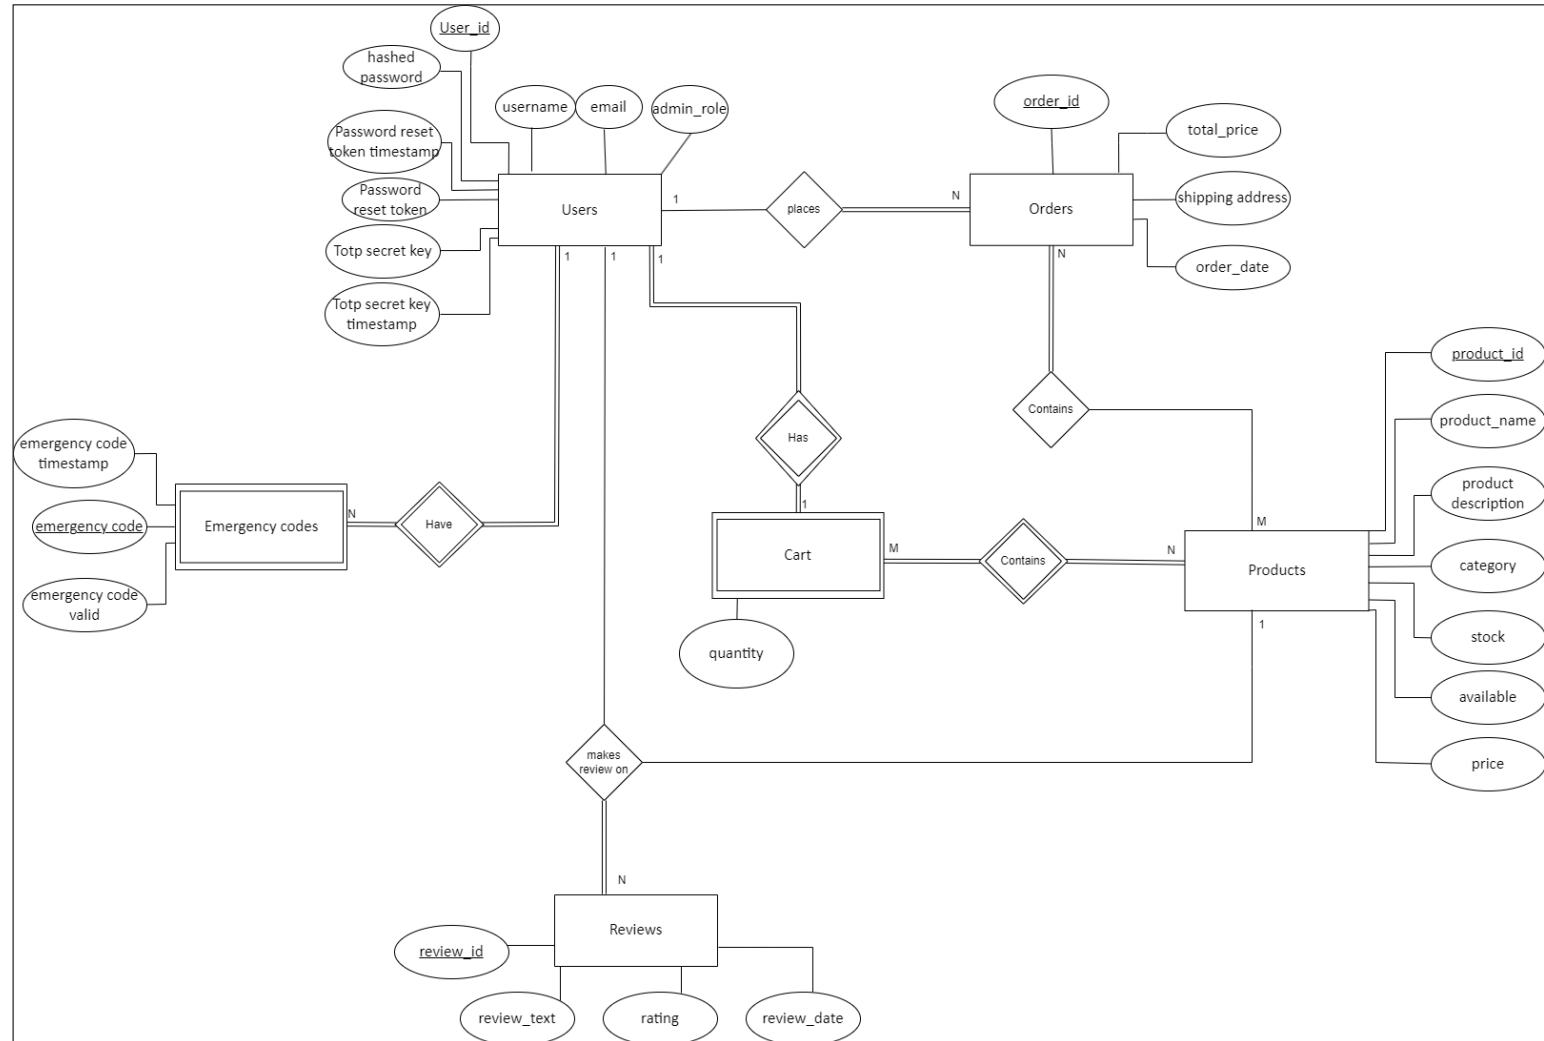 User_id
hashed
password
username
email
admin_role
order_id
total_price
Password reset
token timestamp
Password
reset token
shipping address
Users
1
places
N
Orders
Totp secret key
order_date
1
1
1
N
Totp secret key
timestamp
product_id
Contains
product_name
Has
emergency code
timestamp
product
description
1
emergency code
Emergency codes
N
Have
M
Cart
M
Contains
N
Products
category
emergency code
valid
1
stock
quantity
available
makes
review on
price
N
Reviews
review_id
review_text
rating
review_date